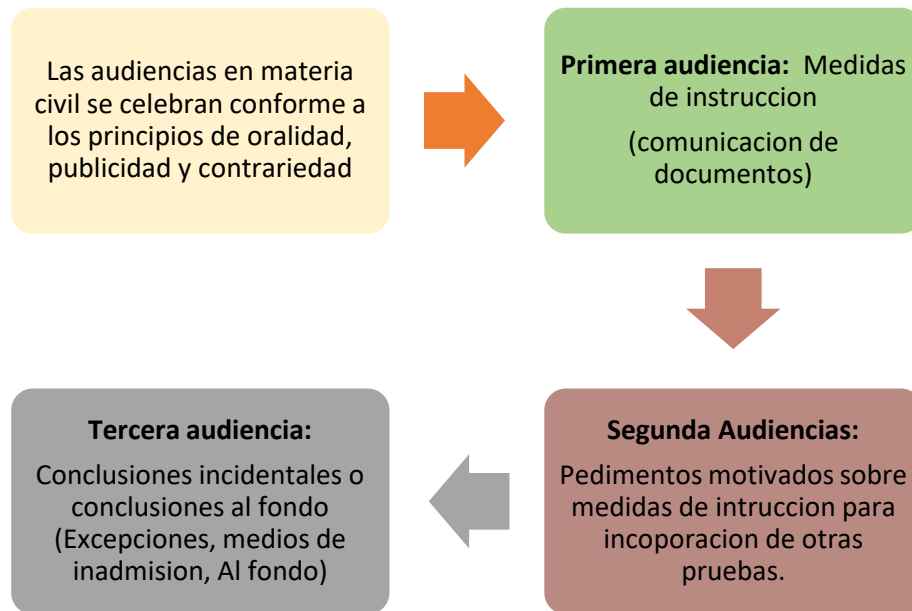 Las audiencias en materia
civil se celebran conforme a
los principios de oralidad,
publicidad y contrariedad
Primera audiencia: Medidas
de instruccion
(comunicacion de
documentos)
Segunda Audiencias:
Pedimentos motivados sobre
medidas de intruccion para
incoporacion de otras
pruebas.
Tercera audiencia:
Conclusiones incidentales o
conclusiones al fondo
(Excepciones, medios de
inadmision, Al fondo)